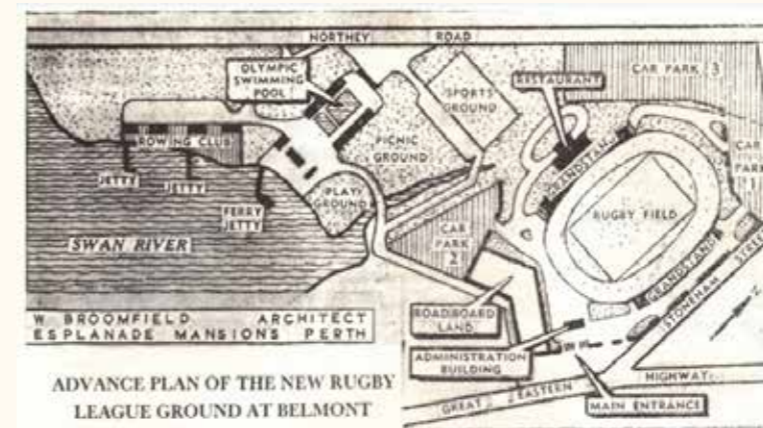 NORTHEY ROAD
OLYMPIC
SWIMMING
POOL
SPORTS
GROUND
RESTAURANT
CAR PARK 3
ROWING CLUB
PICNIC
GROUND
GRANDSTAND
CAR
PARK
1
JETTY
JETTY
PLAY
GROUND
FERRY
JETTY
RUGBY FIELD
SWAN RIVER
CAR
PARK
2
GRANDSTAND
STONEHAM STREET
ROADBOARD
LAND
W BROOMFIELD ARCHITECT
ESPLANADE MANSIONS PERTH
ADMINISTRATION
BUILDING
GREAT EASTERN HIGHWAY
MAIN ENTRANCE
ADVANCE PLAN OF THE NEW RUGBY
LEAGUE GROUND AT BELMONT